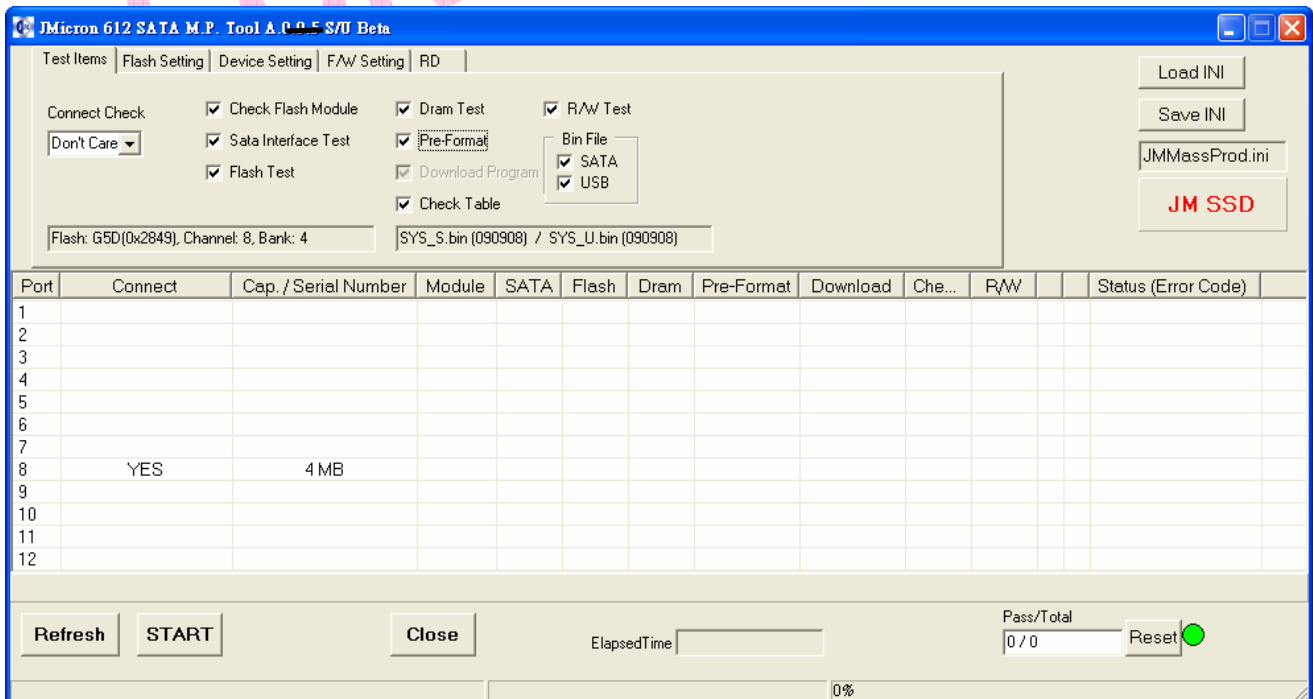 JMicron 612 SATA M.P. Tool A.0.0.5 S/U Beta
Test Items Flash Setting Device Setting F/W Setting RD
Load INI
Save INI
JMMassProd.ini
JM SSD
Connect Check
Don't Care
Check Flash Module
Sata Interface Test
Flash Test
Dram Test
Pre-Format
Download Program
Check Table
R/W Test
Bin File
SATA
USB
Flash: G5D(0x2849), Channel: 8, Bank: 4
SYS_S.bin (090908) / SYS_U.bin (090908)
Port Connect Cap. / Serial Number Module SATA Flash Dram Pre-Format Download Che... R/W Status (Error Code)
1
2
3
4
5
6
7
8 YES 4 MB
9
10
11
12
Refresh START Close ElapsedTime
Pass/Total
0 / 0
Reset
0%